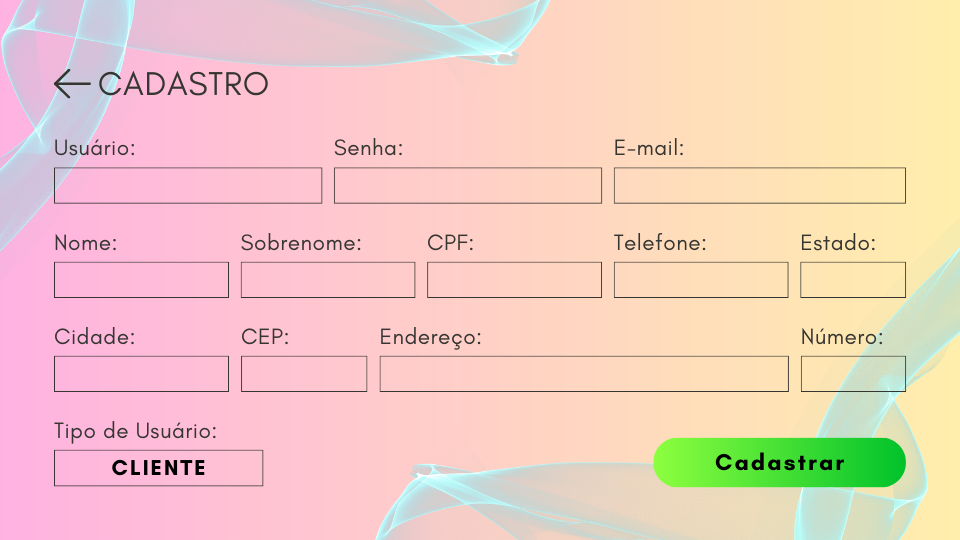 CADASTRO
Usuário: Senha: E-mail:
Nome: Sobrenome: CPF: Telefone: Estado:
Cidade: CEP: Endereço: Número:
Tipo de Usuário:
CLIENTE Cadastrar